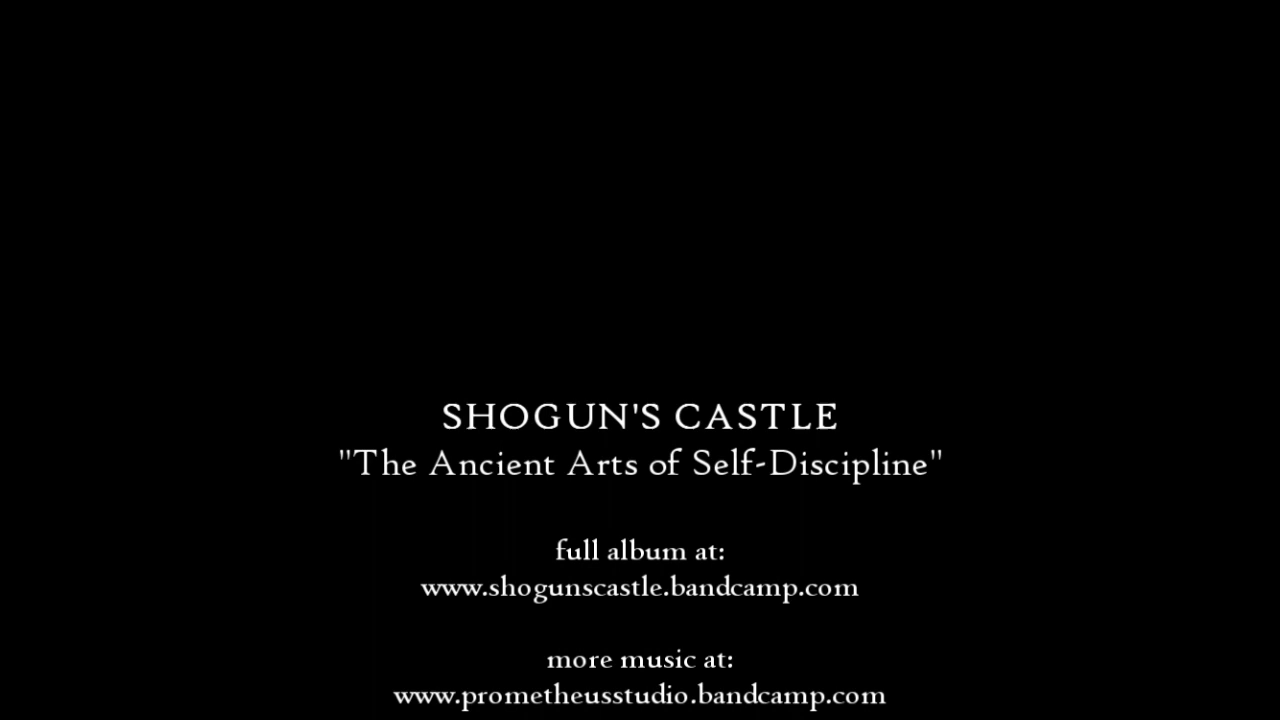 SHOGUN'S CASTLE
"The Ancient Arts of Self-Discipline"
full album at:
www.shogunscastle.bandcamp.com
more music at:
www.prometheusstudio.bandcamp.com